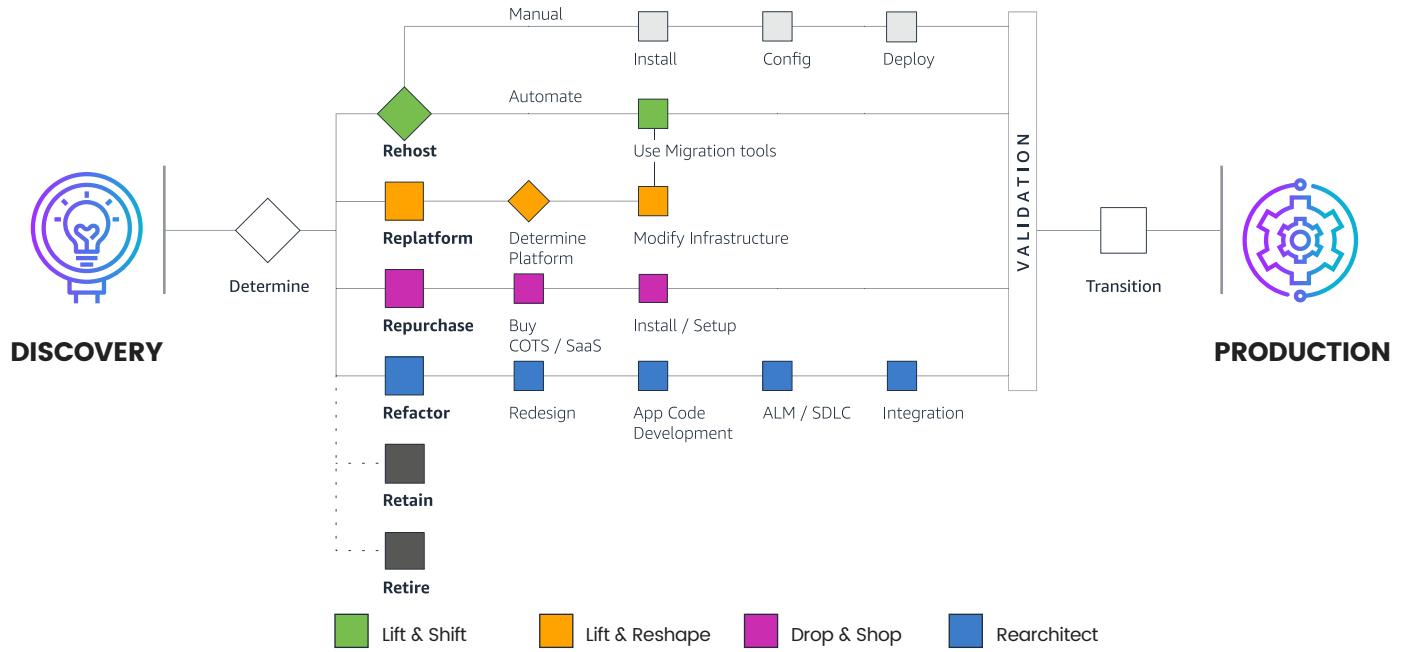 Manual
Install
Config
Deploy
Automate
Rehost
Use Migration tools
VALIDATION
Replatform
Determine
Platform
Modify Infrastructure
Determine
Transition
Repurchase
Buy
COTS / SaaS
Install / Setup
DISCOVERY
PRODUCTION
Refactor
Redesign
App Code
Development
ALM / SDLC
Integration
Retain
Retire
Lift & Shift
Lift & Reshape
Drop & Shop
Rearchitect